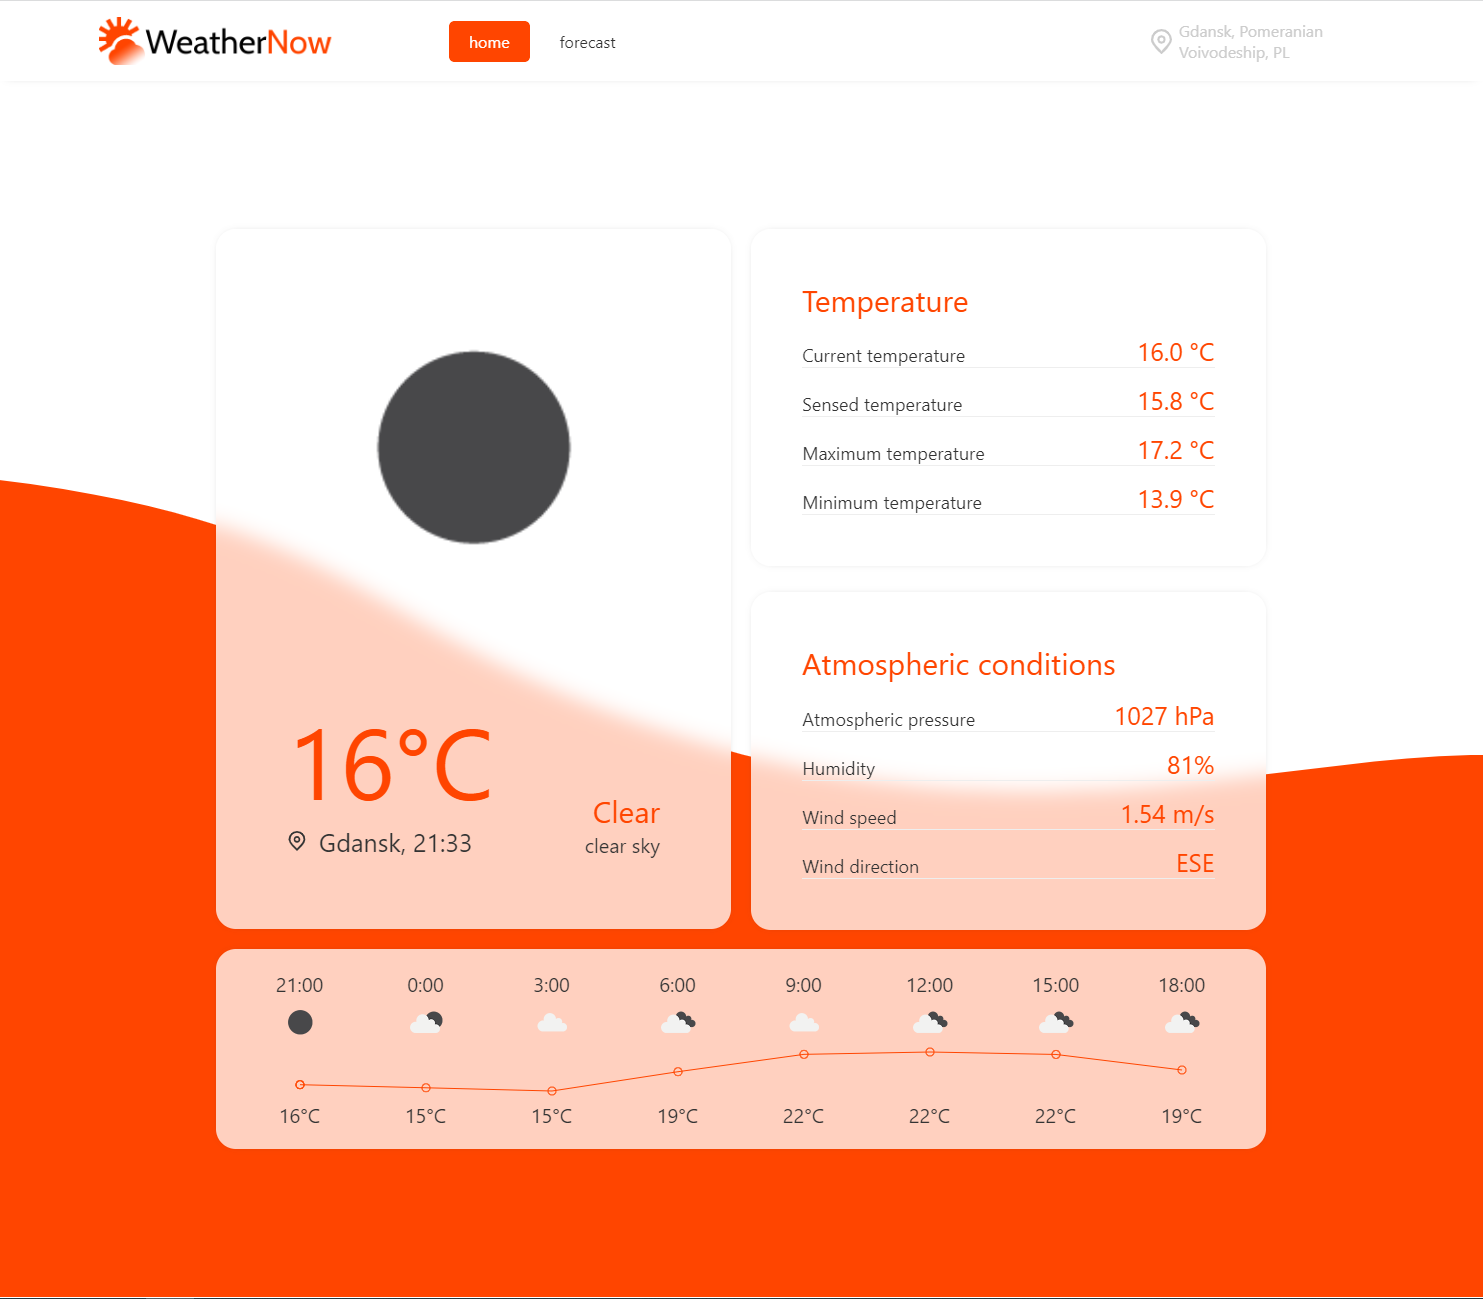 WeatherNow
home
forecast
Gdansk, Pomeranian
Voivodeship, PL
16°C
Gdansk, 21:33
Clear
clear sky
Temperature
Current temperature 16.0 °C
Sensed temperature 15.8 °C
Maximum temperature 17.2 °C
Minimum temperature 13.9 °C
Atmospheric conditions
Atmospheric pressure 1027 hPa
Humidity 81%
Wind speed 1.54 m/s
Wind direction ESE
21:00 0:00 3:00 6:00 9:00 12:00 15:00 18:00
16°C 15°C 15°C 19°C 22°C 22°C 22°C 19°C